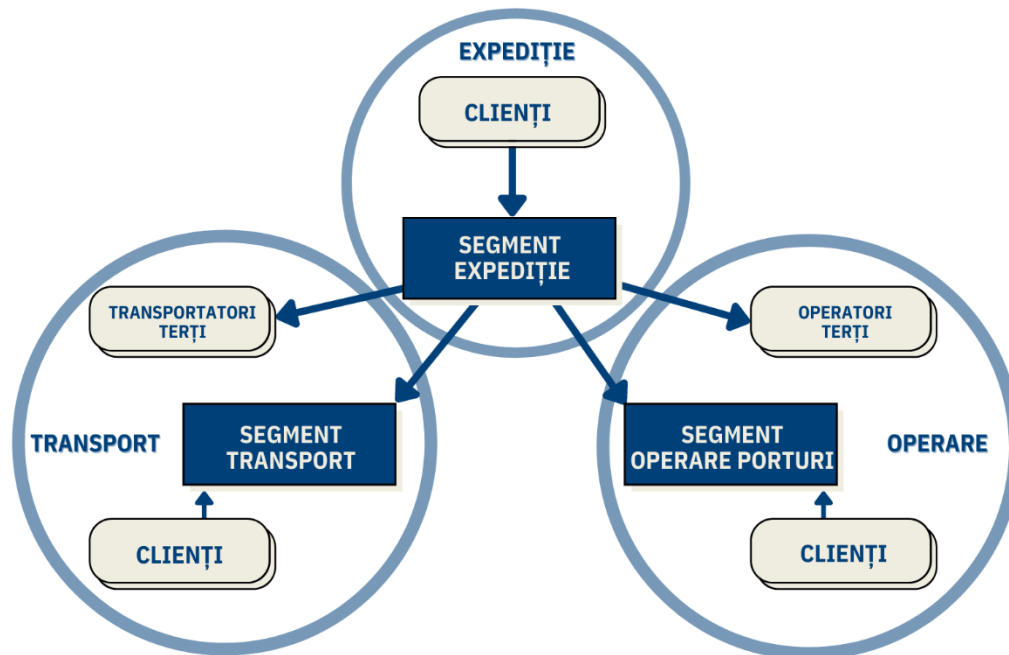 EXPEDIȚIE
CLIENȚI
SEGMENT
EXPEDIȚIE
TRANSPORTATORI
TERȚI
OPERATORI
TERȚI
TRANSPORT
SEGMENT
TRANSPORT
SEGMENT
OPERARE PORTURI
OPERARE
CLIENȚI
CLIENȚI